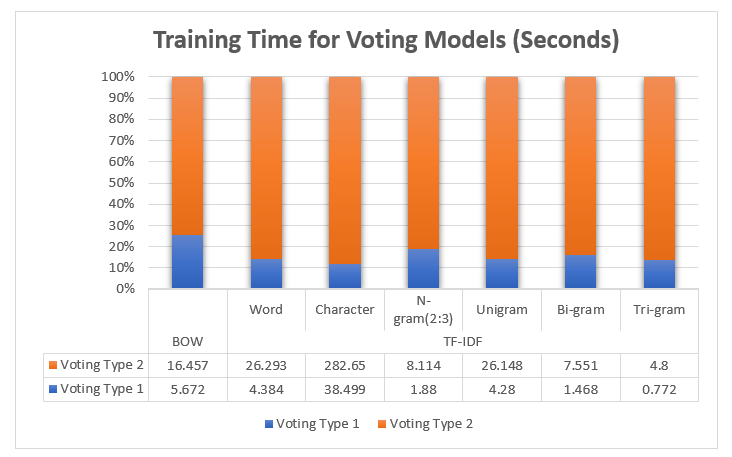 Training Time for Voting Models (Seconds)
100%
90%
80%
70%
60%
50%
40%
30%
20%
10%
0%
Word Character N-gram(2:3) Unigram Bi-gram Tri-gram
BOW TF-IDF
Voting Type 2 16.457 26.293 282.65 8.114 26.148 7.551 4.8
Voting Type 1 5.672 4.384 38.499 1.88 4.28 1.468 0.772
Voting Type 1 Voting Type 2